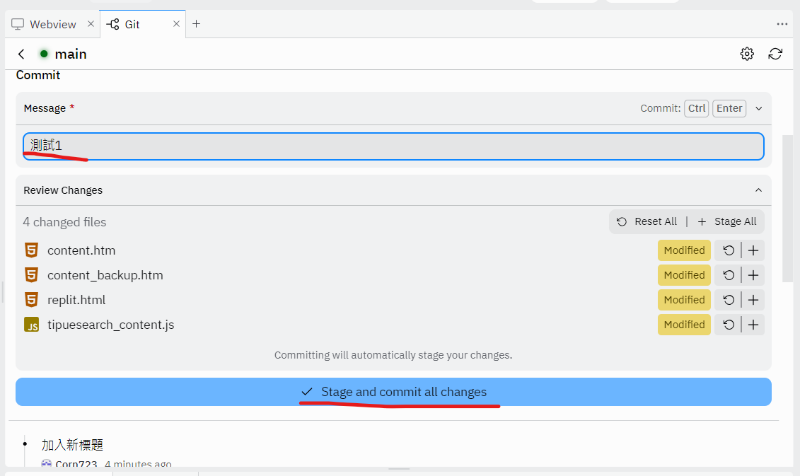 Webview × Git × +
main
Commit
Message * Commit: Ctrl Enter
測試1
Review Changes
4 changed files Reset All | + Stage All
content.htm Modified
content_backup.htm Modified
replit.html Modified
JS tipuesearch_content.js Modified
Committing will automatically stage your changes.
Stage and commit all changes
加入新標題
Corn723 4 minutes ago